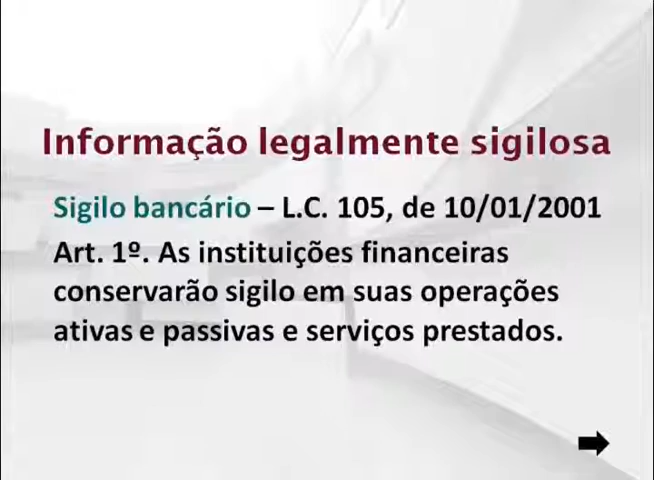 Informação legalmente sigilosa
Sigilo bancário – L.C. 105, de 10/01/2001
Art. 1º. As instituições financeiras
conservarão sigilo em suas operações
ativas e passivas e serviços prestados.